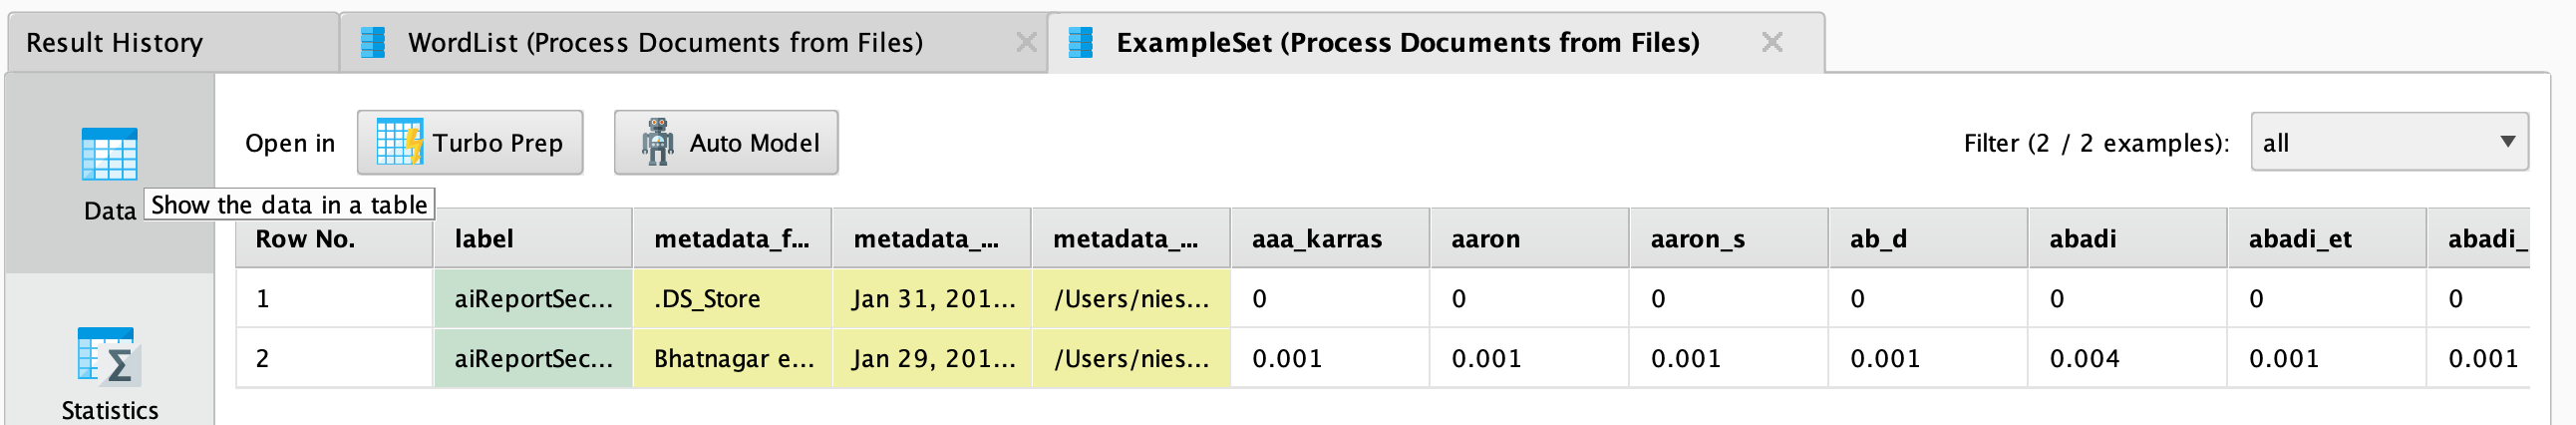 Result History WordList (Process Documents from Files) ExampleSet (Process Documents from Files)
Open in Turbo Prep Auto Model Filter (2 / 2 examples): all
Data Show the data in a table
Row No. label metadata_f... metadata_... metadata_... aaa_karras aaron aaron_s ab_d abadi abadi_et abadi_
1 aiReportSec... .DS_Store Jan 31, 201... /Users/nies... 0 0 0 0 0 0 0
2 aiReportSec... Bhatnagar e... Jan 29, 201... /Users/nies... 0.001 0.001 0.001 0.001 0.004 0.001 0.001
Statistics